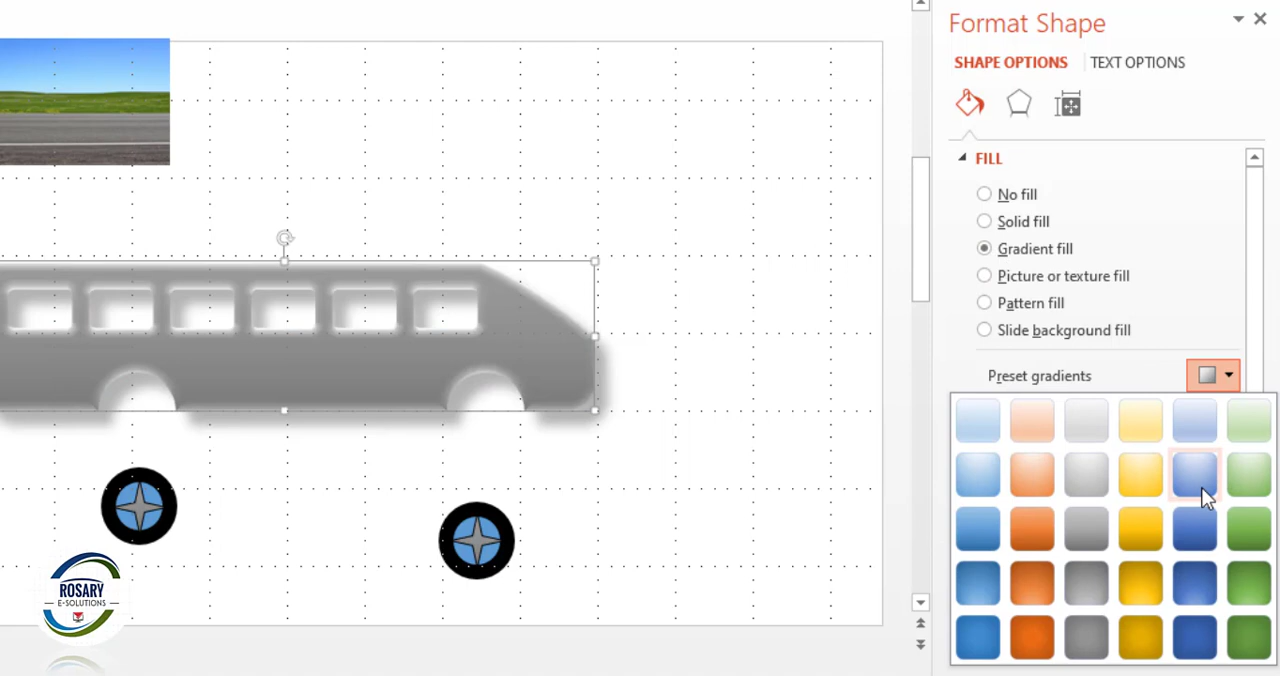 Format Shape
SHAPE OPTIONS
TEXT OPTIONS
FILL
No fill
Solid fill
Gradient fill
Picture or texture fill
Pattern fill
Slide background fill
Preset gradients
ROSARY
E-SOLUTIONS